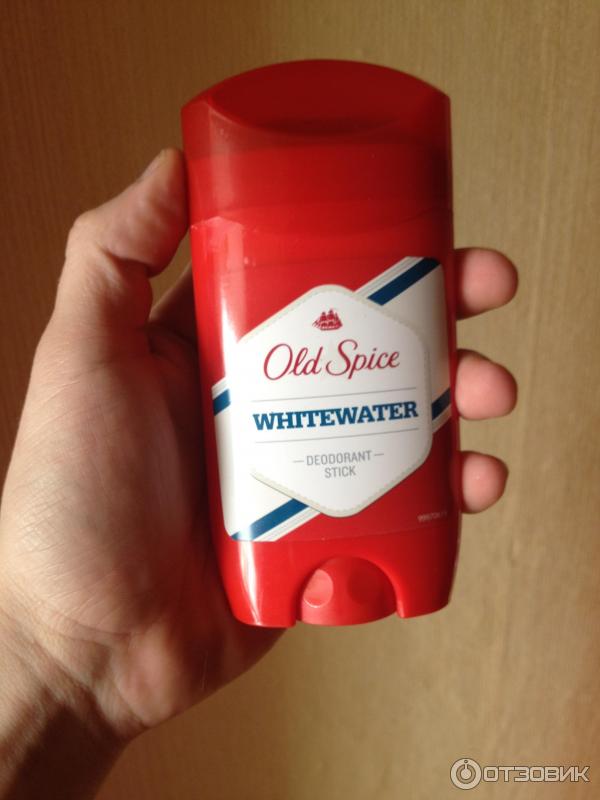 Old Spice
WHITEWATER
— DEODORANT —
STICK
ОТЗОВИК